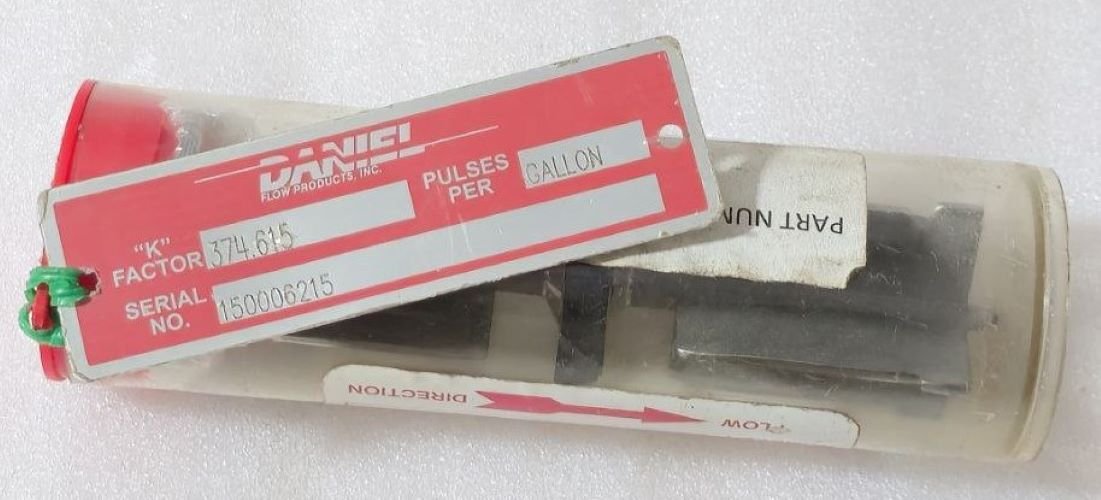 DANIEL
FLOW PRODUCTS, INC.
"K" FACTOR 374.615 PULSES PER GALLON
SERIAL NO. 150006215
PART NUM
FLOW DIRECTION